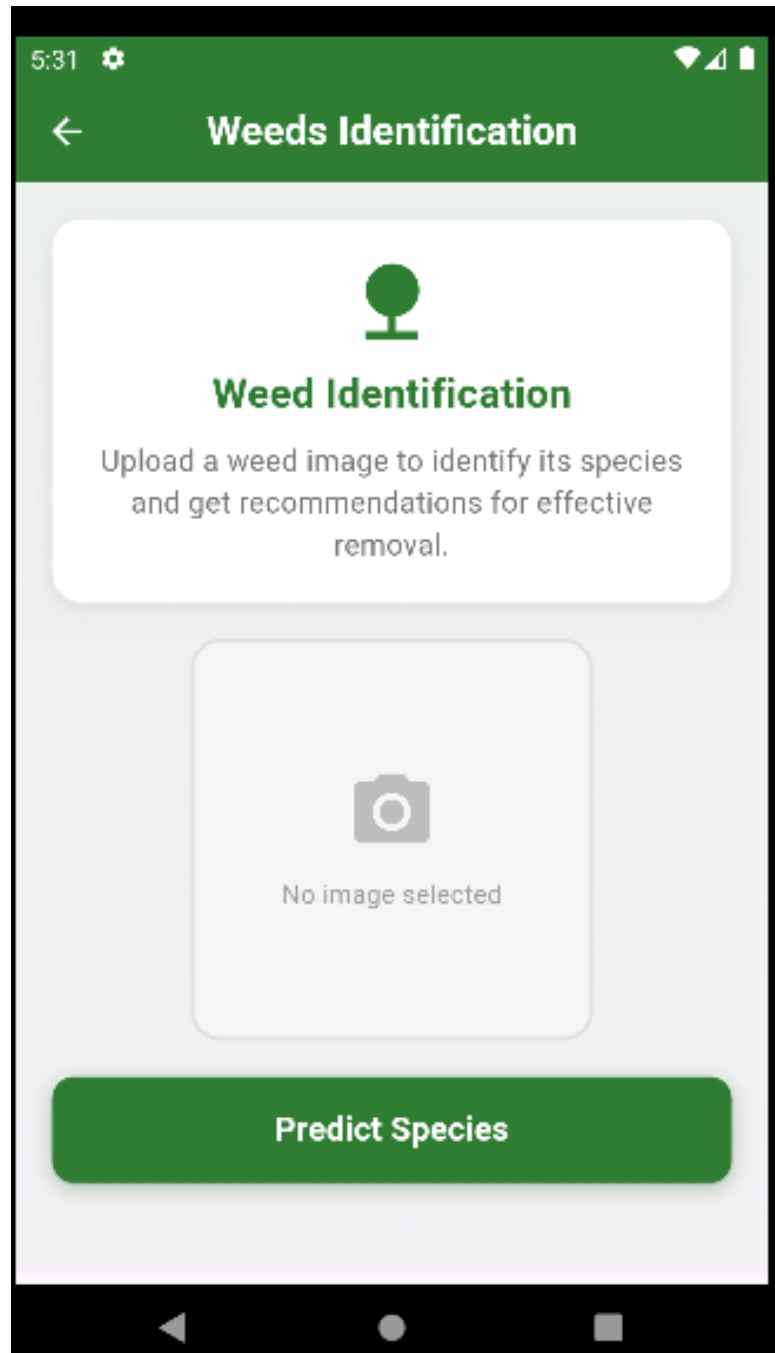 5:31
Weeds Identification
Weed Identification
Upload a weed image to identify its species
and get recommendations for effective
removal.
No image selected
Predict Species